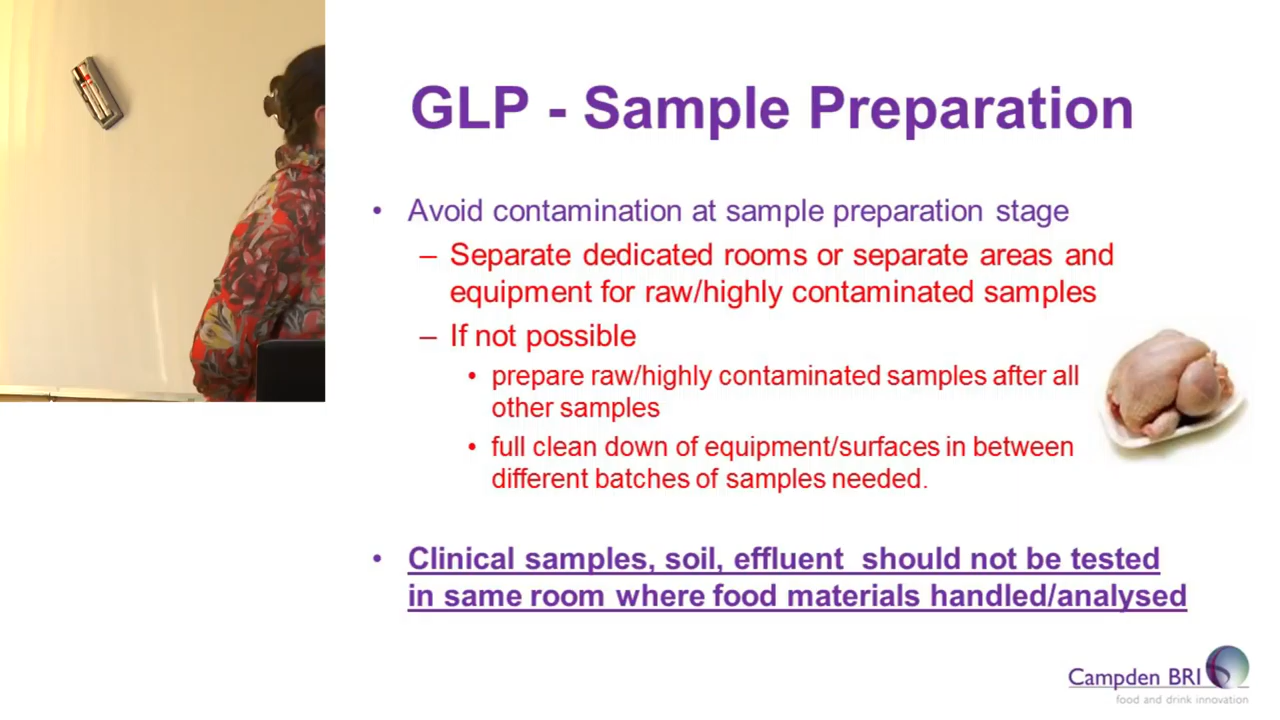 GLP - Sample Preparation
• Avoid contamination at sample preparation stage
– Separate dedicated rooms or separate areas and
equipment for raw/highly contaminated samples
– If not possible
• prepare raw/highly contaminated samples after all
other samples
• full clean down of equipment/surfaces in between
different batches of samples needed.
• Clinical samples, soil, effluent should not be tested
in same room where food materials handled/analysed
Campden BRI
food and drink innovation